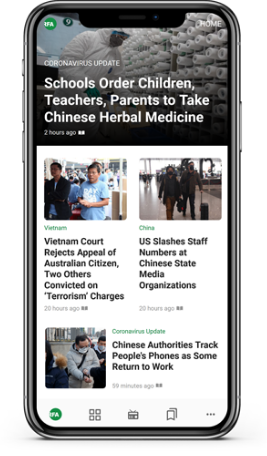 RFA
HOME
CORONAVIRUS UPDATE
Schools Order Children,
Teachers, Parents to Take
Chinese Herbal Medicine
2 hours ago
Vietnam
Vietnam Court
Rejects Appeal of
Australian Citizen,
Two Others
Convicted on
'Terrorism' Charges
20 hours ago
China
US Slashes Staff
Numbers at
Chinese State
Media
Organizations
20 hours ago
Coronavirus Update
Chinese Authorities Track
People's Phones as Some
Return to Work
59 minutes ago
RFA